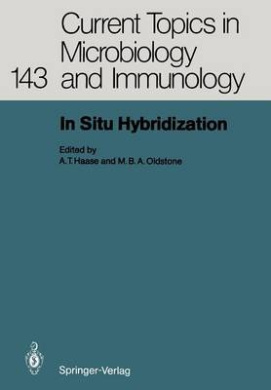 Current Topics in
Microbiology
143 and Immunology
In Situ Hybridization
Edited by
A.T. Haase and M.B.A. Oldstone
Springer-Verlag